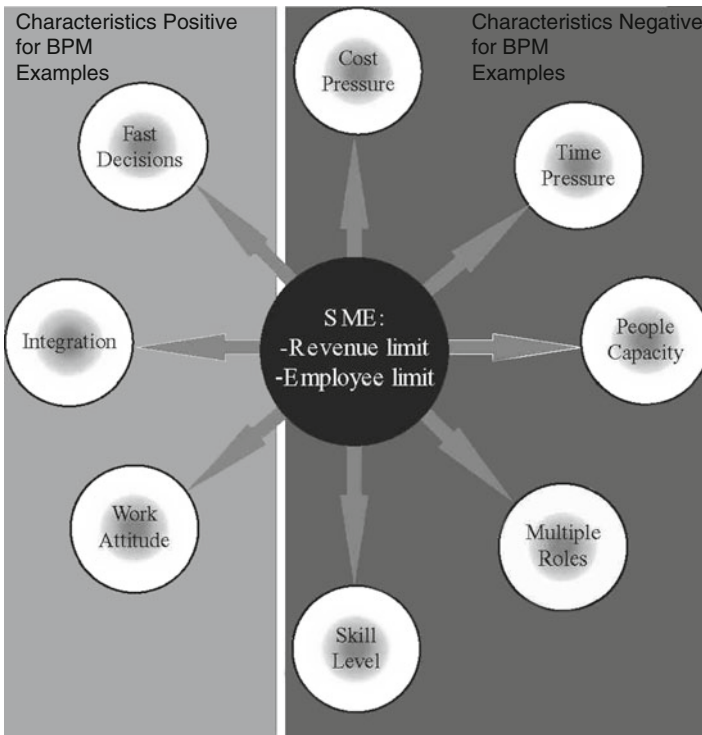 Characteristics Positive
for BPM
Examples
Characteristics Negative
for BPM
Examples
Cost
Pressure
Fast
Decisions
Time
Pressure
SME:
-Revenue limit
-Employee limit
Integration
People
Capacity
Work
Attitude
Multiple
Roles
Skill
Level